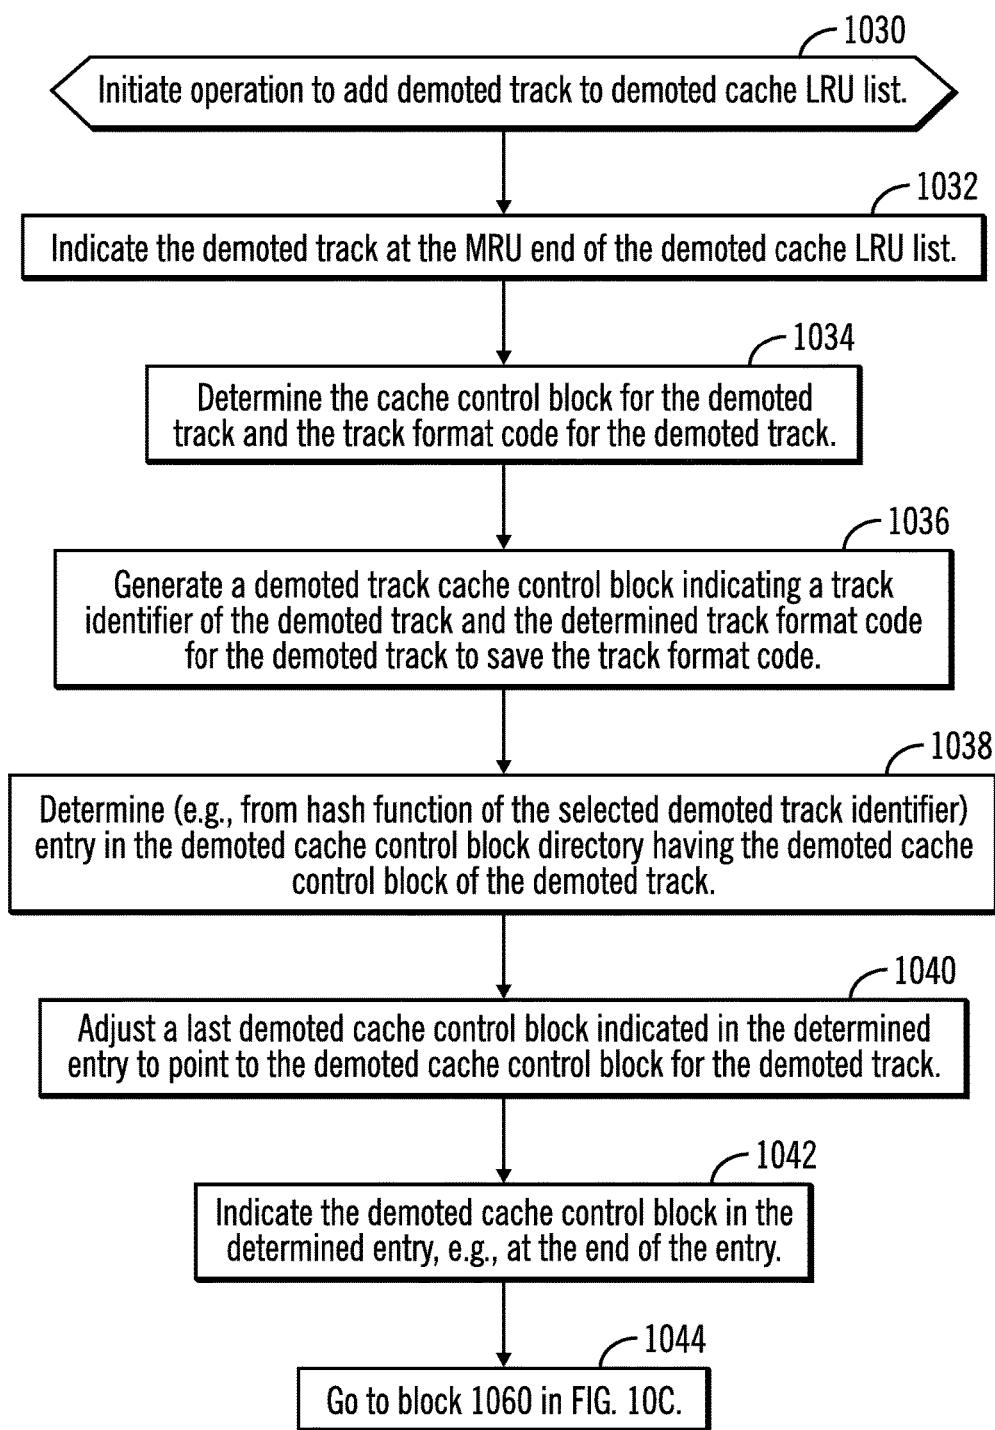 1030
Initiate operation to add demoted track to demoted cache LRU list.
1032
Indicate the demoted track at the MRU end of the demoted cache LRU list.
1034
Determine the cache control block for the demoted
track and the track format code for the demoted track.
1036
Generate a demoted track cache control block indicating a track
identifier of the demoted track and the determined track format code
for the demoted track to save the track format code.
1038
Determine (e.g., from hash function of the selected demoted track identifier)
entry in the demoted cache control block directory having the demoted cache
control block of the demoted track.
1040
Adjust a last demoted cache control block indicated in the determined
entry to point to the demoted cache control block for the demoted track.
1042
Indicate the demoted cache control block in the
determined entry, e.g., at the end of the entry.
1044
Go to block 1060 in FIG. 10C.